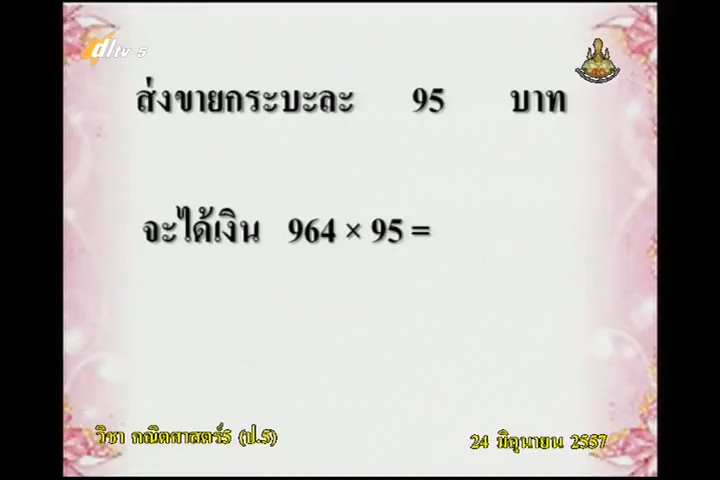 dltv 5
ส่งขายกระบะละ 95 บาท
จะได้เงิน 964 × 95 =
วิชา คณิตศาสตร์5 (ป.5)
24 มิถุนายน 2557